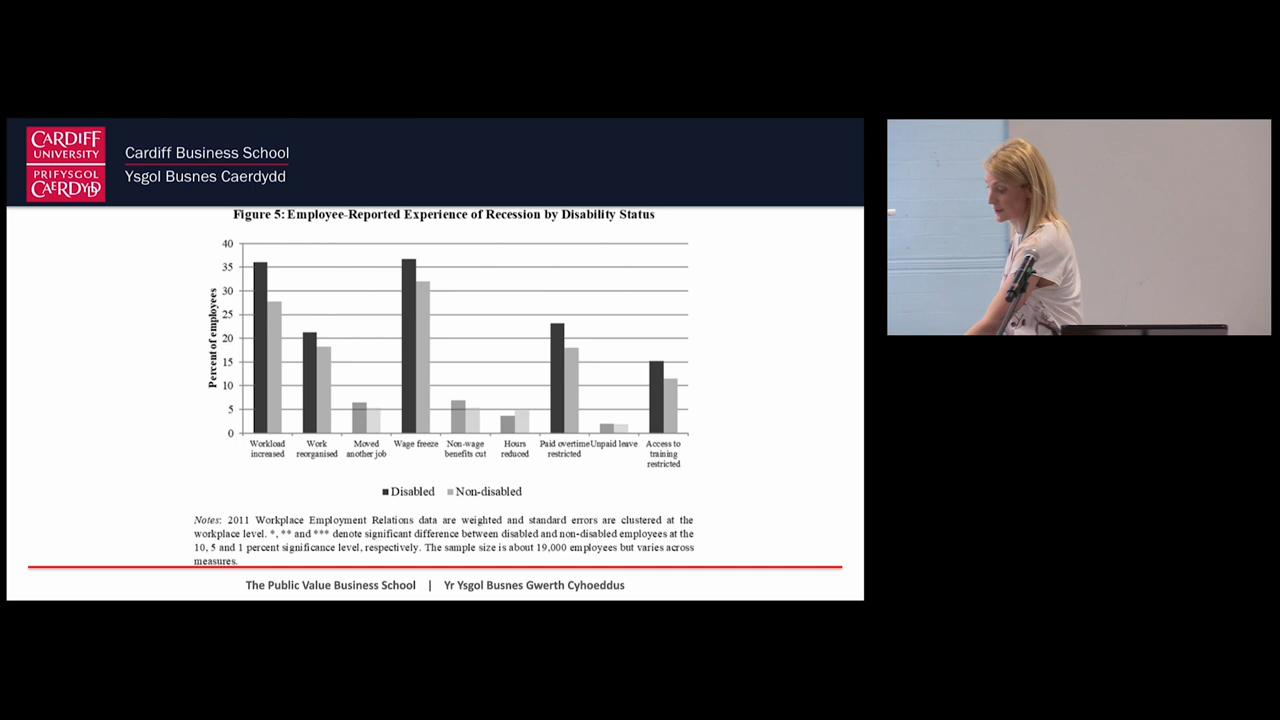 CARDIFF
UNIVERSITY
PRIFYSGOL
CAERDYDD
Cardiff Business School
Ysgol Busnes Caerdydd
Figure 5: Employee-Reported Experience of Recession by Disability Status
Percent of employees
40
35
30
25
20
15
10
5
0
Workload increased
Work reorganised
Moved another job
Wage freeze
Non-wage benefits cut
Hours reduced
Paid overtime restricted
Unpaid leave
Access to training restricted
Disabled Non-disabled
Notes: 2011 Workplace Employment Relations data are weighted and standard errors are clustered at the
workplace level. *, ** and *** denote significant difference between disabled and non-disabled employees at the
10, 5 and 1 percent significance level, respectively. The sample size is about 19,000 employees but varies across
measures.
The Public Value Business School | Yr Ysgol Busnes Gwerth Cyhoeddus